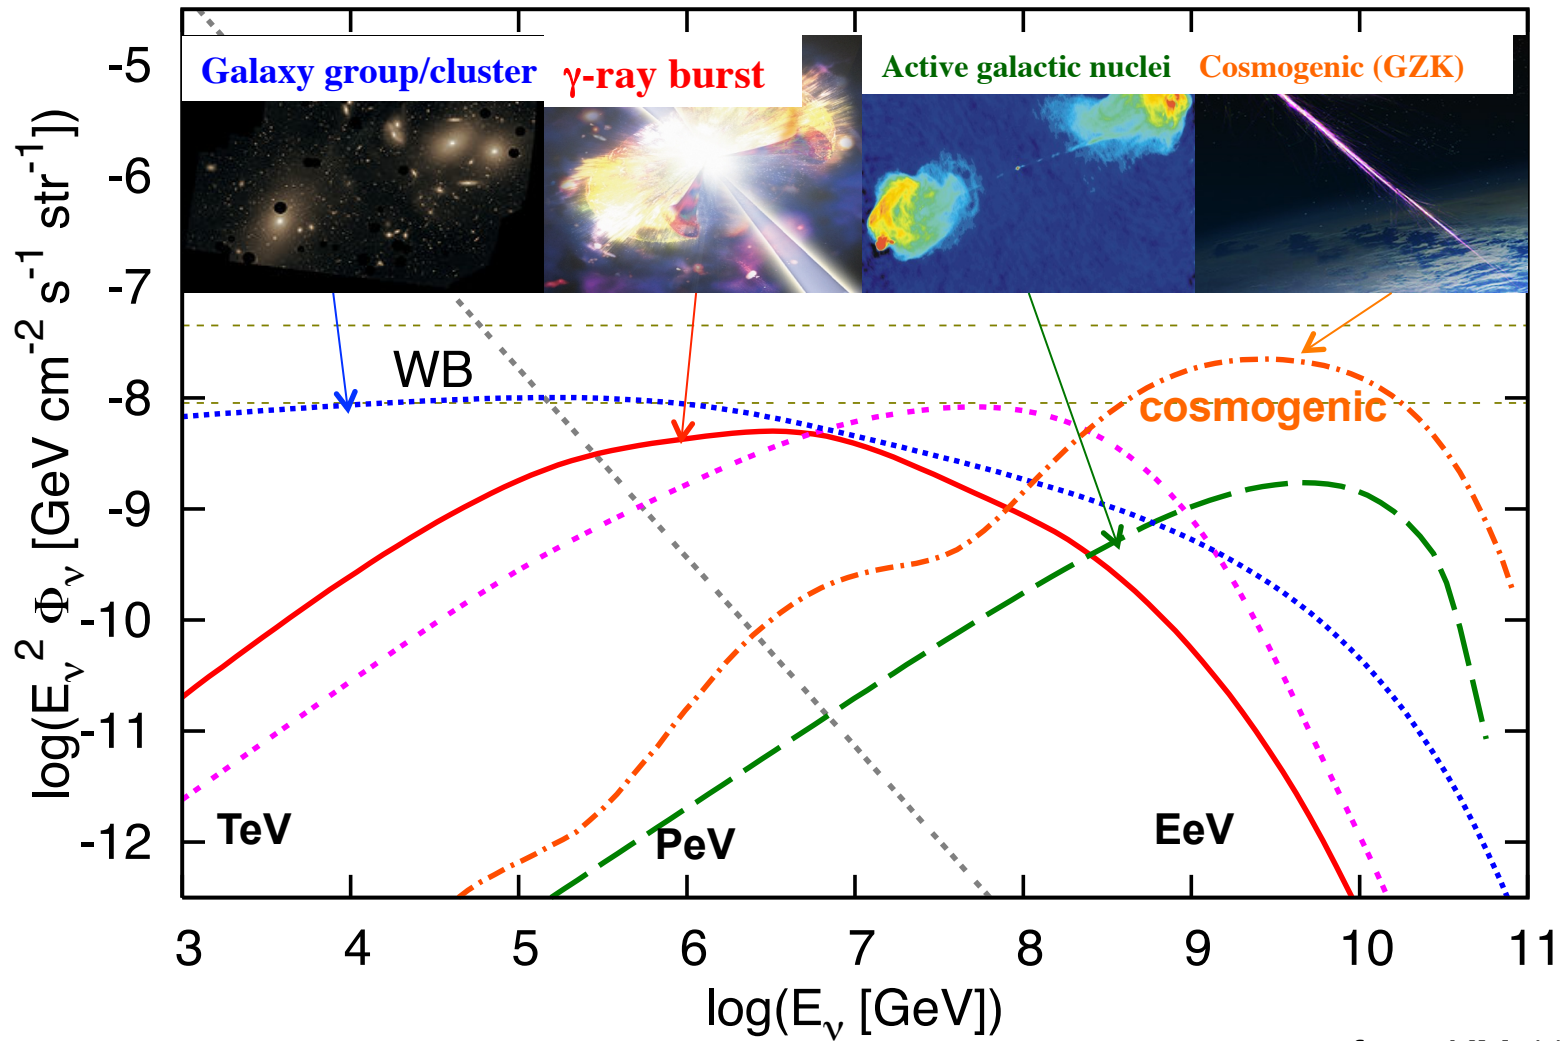 Galaxy group/cluster
γ-ray burst
Active galactic nuclei
Cosmogenic (GZK)
-5
-6
-7
-8
-9
-10
-11
-12
log(E_ν^2 Φ_ν [GeV cm^-2 s^-1 str^-1])
WB
cosmogenic
TeV
PeV
EeV
3 4 5 6 7 8 9 10 11
log(E_ν [GeV])